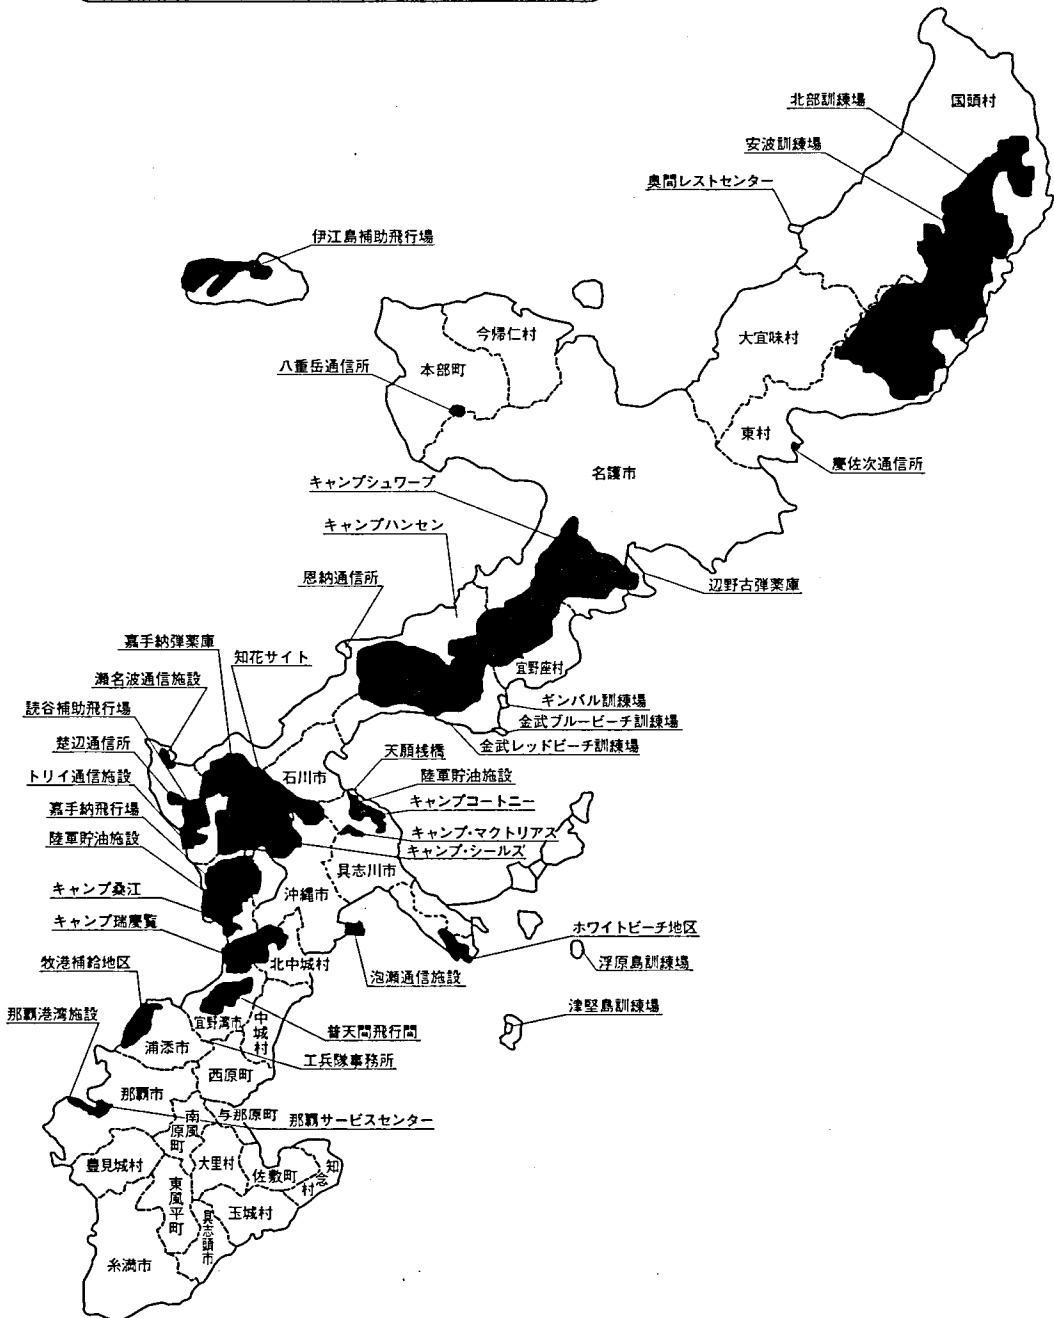 国頭村
北部訓練場
安波訓練場
奥間レストセンター
伊江島補助飛行場
今帰仁村
大宜味村
八重岳通信所
本部町
東村
慶佐次通信所
名護市
キャンプシュワーブ
キャンプハンセン
恩納通信所
辺野古弾薬庫
嘉手納弾薬庫
知花サイト
宜野座村
瀬名波通信施設
ギンバル訓練場
読谷補助飛行場
金武ブルービーチ訓練場
楚辺通信所
金武レッドビーチ訓練場
天願桟橋
トリイ通信施設
石川市
陸軍貯油施設
嘉手納飛行場
キャンプコートニー
陸軍貯油施設
キャンプ・マクトリアス
キャンプ・シールズ
具志川市
キャンプ桑江
沖縄市
キャンプ瑞慶覧
ホワイトビーチ地区
牧港補給地区
北中城村
泡瀬通信施設
浮原島訓練場
那覇港湾施設
宜野湾市
中城村
普天間飛行間
津堅島訓練場
浦添市
工兵隊事務所
西原町
那覇市
南風原町
与那原町
那覇サービスセンター
豊見城村
大里村
佐敷町
知念村
東風平町
玉城村
具志頭市
糸満市